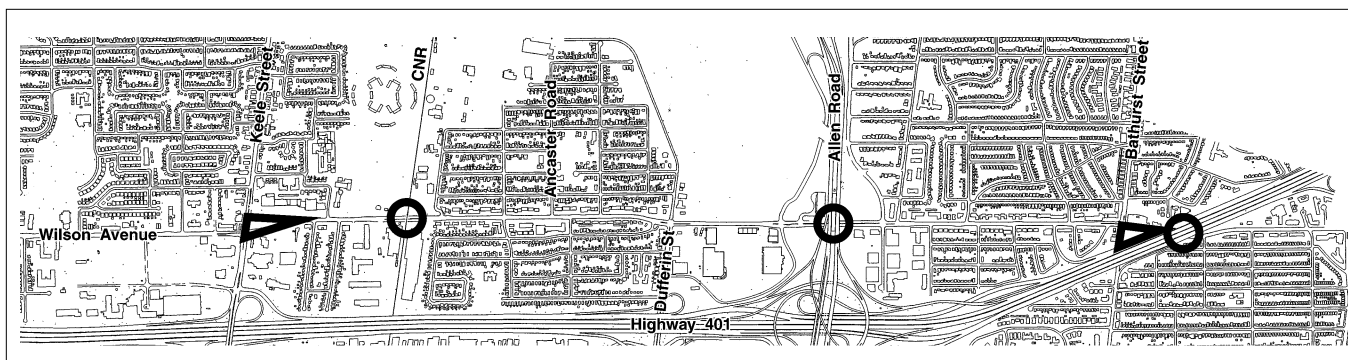 Keele Street
CNR
Ancaster Road
Allen Road
Bathurst Street
Wilson Avenue
Dufferin St
Highway 401